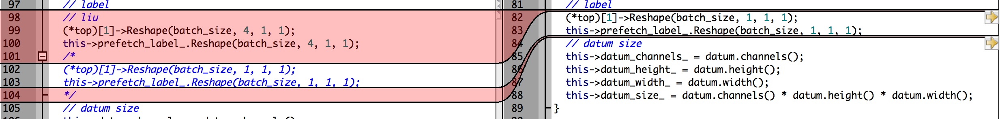 97 // label
98 // liu
99 (*top)[1]->Reshape(batch_size, 4, 1, 1);
100 this->prefetch_label_.Reshape(batch_size, 4, 1, 1);
101 /*
102 (*top)[1]->Reshape(batch_size, 1, 1, 1);
103 this->prefetch_label_.Reshape(batch_size, 1, 1, 1);
104 */
105 // datum size
81 // label
82 (*top)[1]->Reshape(batch_size, 1, 1, 1);
83 this->prefetch_label_.Reshape(batch_size, 1, 1, 1);
84 // datum size
85 this->datum_channels_ = datum.channels();
86 this->datum_height_ = datum.height();
87 this->datum_width_ = datum.width();
88 this->datum_size_ = datum.channels() * datum.height() * datum.width();
89 }